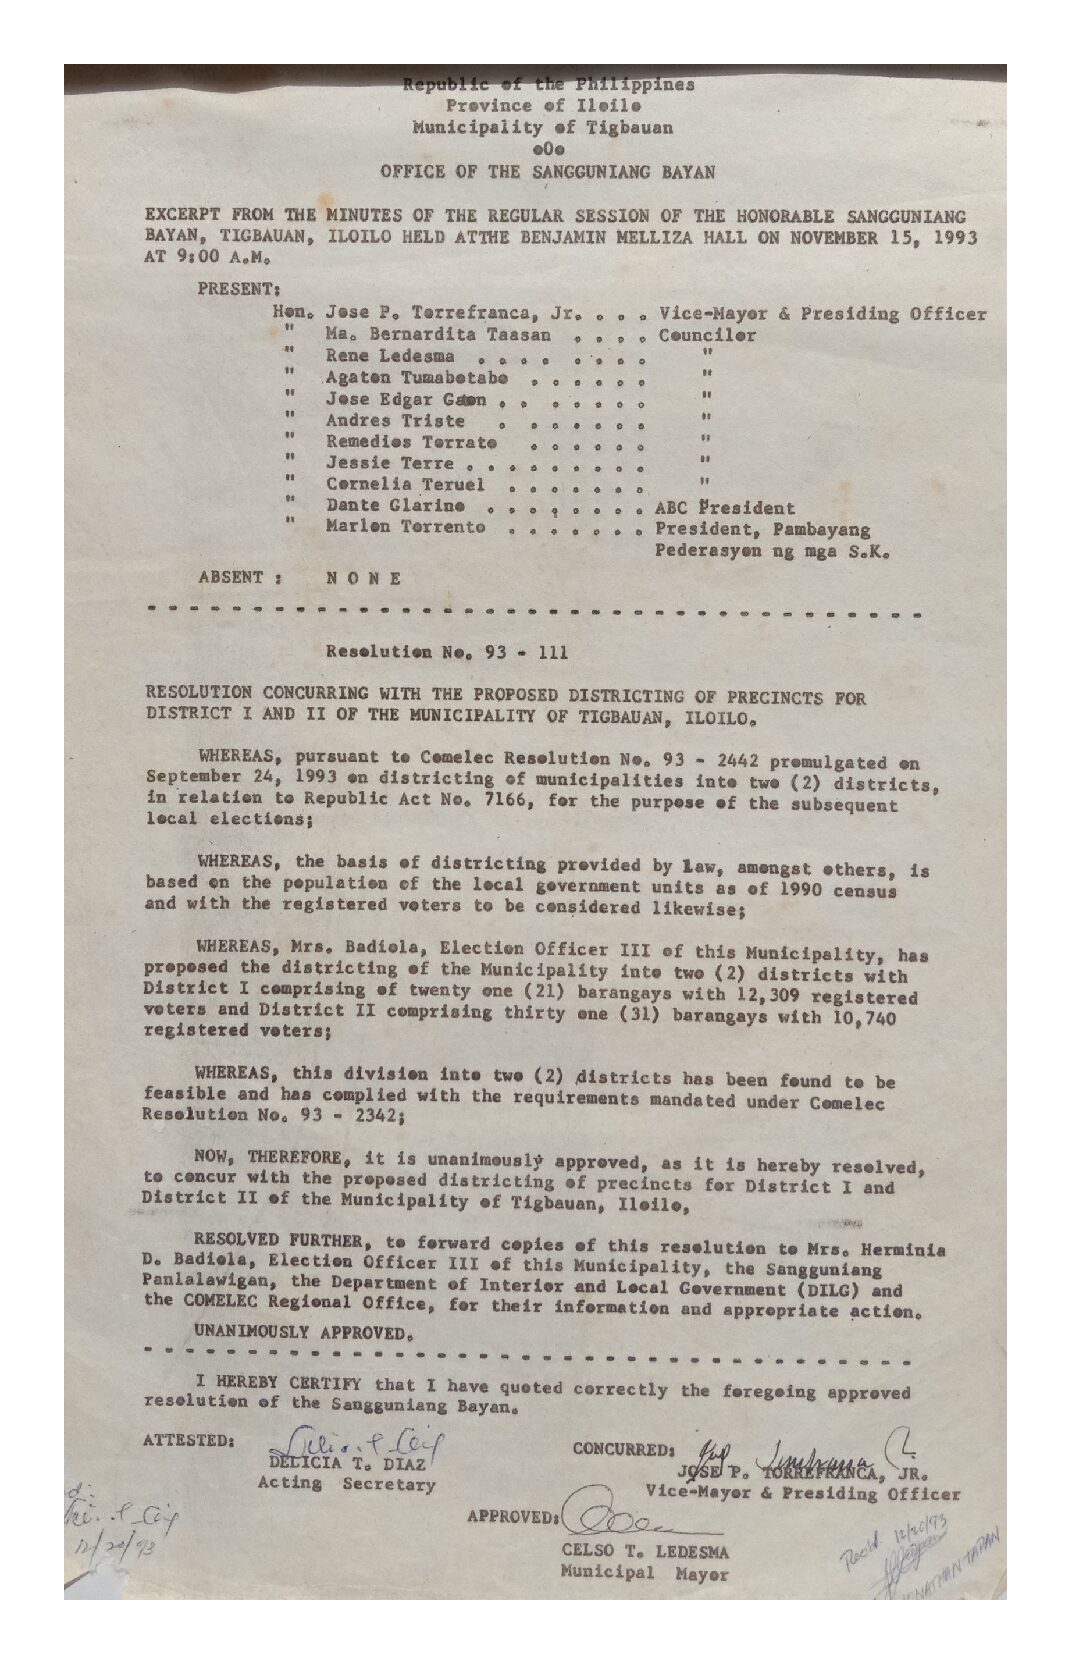 Republic of the Philippines
Province of Iloilo
Municipality of Tigbauan
o0o
OFFICE OF THE SANGGUNIANG BAYAN
EXCERPT FROM THE MINUTES OF THE REGULAR SESSION OF THE HONORABLE SANGGUNIANG
BAYAN, TIGBAUAN, ILOILO HELD ATTHE BENJAMIN MELLIZA HALL ON NOVEMBER 15, 1993
AT 9:00 A.M.
PRESENT:
Hon. Jose P. Torrefranca, Jr. . . . Vice-Mayor & Presiding Officer
" Ma. Bernardita Taasan . . . . Councilor
" Rene Ledesma . . . . . . . . "
" Agaton Tumabotabo . . . . . . "
" Jose Edgar Gaon . . . . . . . "
" Andres Triste . . . . . . . "
" Remedios Torrato . . . . . . "
" Jessie Terre . . . . . . . . . "
" Cornelia Teruel . . . . . . . "
" Dante Glarino . . . . . . . . ABC President
" Marlon Torrento . . . . . . . President, Pambayang
Pederasyon ng mga S.K.
ABSENT : N O N E
- - - - - - - - - - - - - - - - - - - - - - - - - - - - - - - - - - - - -
Resolution No. 93 - 111
RESOLUTION CONCURRING WITH THE PROPOSED DISTRICTING OF PRECINCTS FOR
DISTRICT I AND II OF THE MUNICIPALITY OF TIGBAUAN, ILOILO.
WHEREAS, pursuant to Comelec Resolution No. 93 - 2442 promulgated on
September 24, 1993 on districting of municipalities into two (2) districts,
in relation to Republic Act No. 7166, for the purpose of the subsequent
local elections;
WHEREAS, the basis of districting provided by law, amongst others, is
based on the population of the local government units as of 1990 census
and with the registered voters to be considered likewise;
WHEREAS, Mrs. Badiola, Election Officer III of this Municipality, has
proposed the districting of the Municipality into two (2) districts with
District I comprising of twenty one (21) barangays with 12,309 registered
voters and District II comprising thirty one (31) barangays with 10,740
registered voters;
WHEREAS, this division into two (2) districts has been found to be
feasible and has complied with the requirements mandated under Comelec
Resolution No. 93 - 2342;
NOW, THEREFORE, it is unanimously approved, as it is hereby resolved,
to concur with the proposed districting of precincts for District I and
District II of the Municipality of Tigbauan, Iloilo,
RESOLVED FURTHER, to forward copies of this resolution to Mrs. Herminia
D. Badiola, Election Officer III of this Municipality, the Sangguniang
Panlalawigan, the Department of Interior and Local Government (DILG) and
the COMELEC Regional Office, for their information and appropriate action.
UNANIMOUSLY APPROVED.
- - - - - - - - - - - - - - - - - - - - - - - - - - - - - - - - - - - - -
I HEREBY CERTIFY that I have quoted correctly the foregoing approved
resolution of the Sangguniang Bayan.
ATTESTED:
DELICIA T. DIAZ
Acting Secretary
CONCURRED:
JOSE P. TORREFRANCA, JR.
Vice-Mayor & Presiding Officer
APPROVED:
CELSO T. LEDESMA
Municipal Mayor
12/20/93
Recd 12/20/93
JONATHAN TAPAN